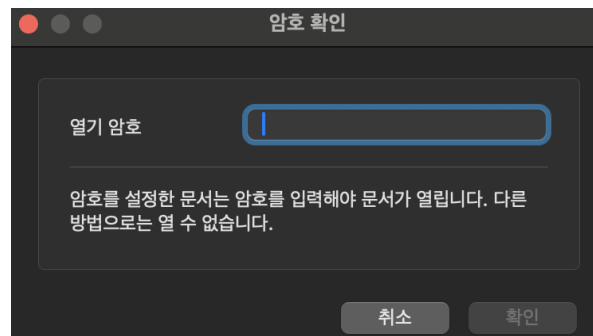 암호 확인
열기 암호
암호를 설정한 문서는 암호를 입력해야 문서가 열립니다. 다른
방법으로는 열 수 없습니다.
취소 확인